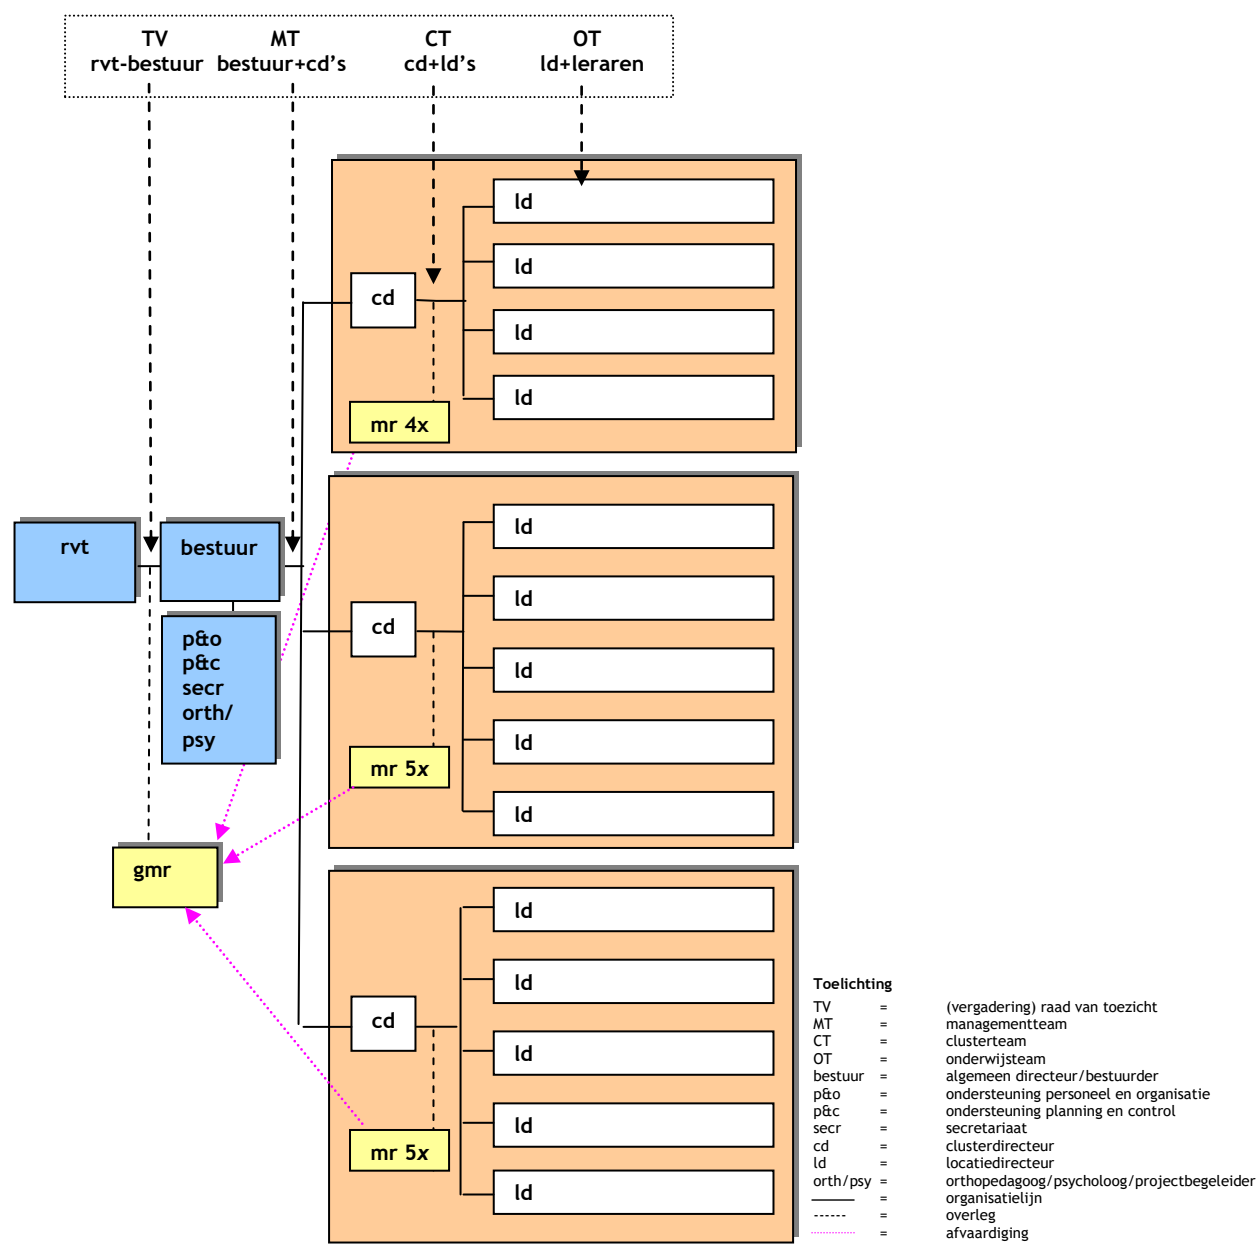 TV MT CT OT
rvt-bestuur bestuur+cd’s cd+ld’s ld+leraren
ld
ld
cd
ld
ld
mr 4x
rvt
bestuur
p&o
p&c
secr
orth/
psy
gmr
ld
ld
cd
ld
ld
mr 5x
ld
ld
ld
cd
ld
ld
mr 5x
ld
Toelichting
TV = (vergadering) raad van toezicht
MT = managementteam
CT = clusterteam
OT = onderwijsteam
bestuur = algemeen directeur/bestuurder
p&o = ondersteuning personeel en organisatie
p&c = ondersteuning planning en control
secr = secretariaat
cd = clusterdirecteur
ld = locatiedirecteur
orth/psy = orthopedagoog/psycholoog/projectbegeleider
= organisatielijn
= overleg
= afvaardiging